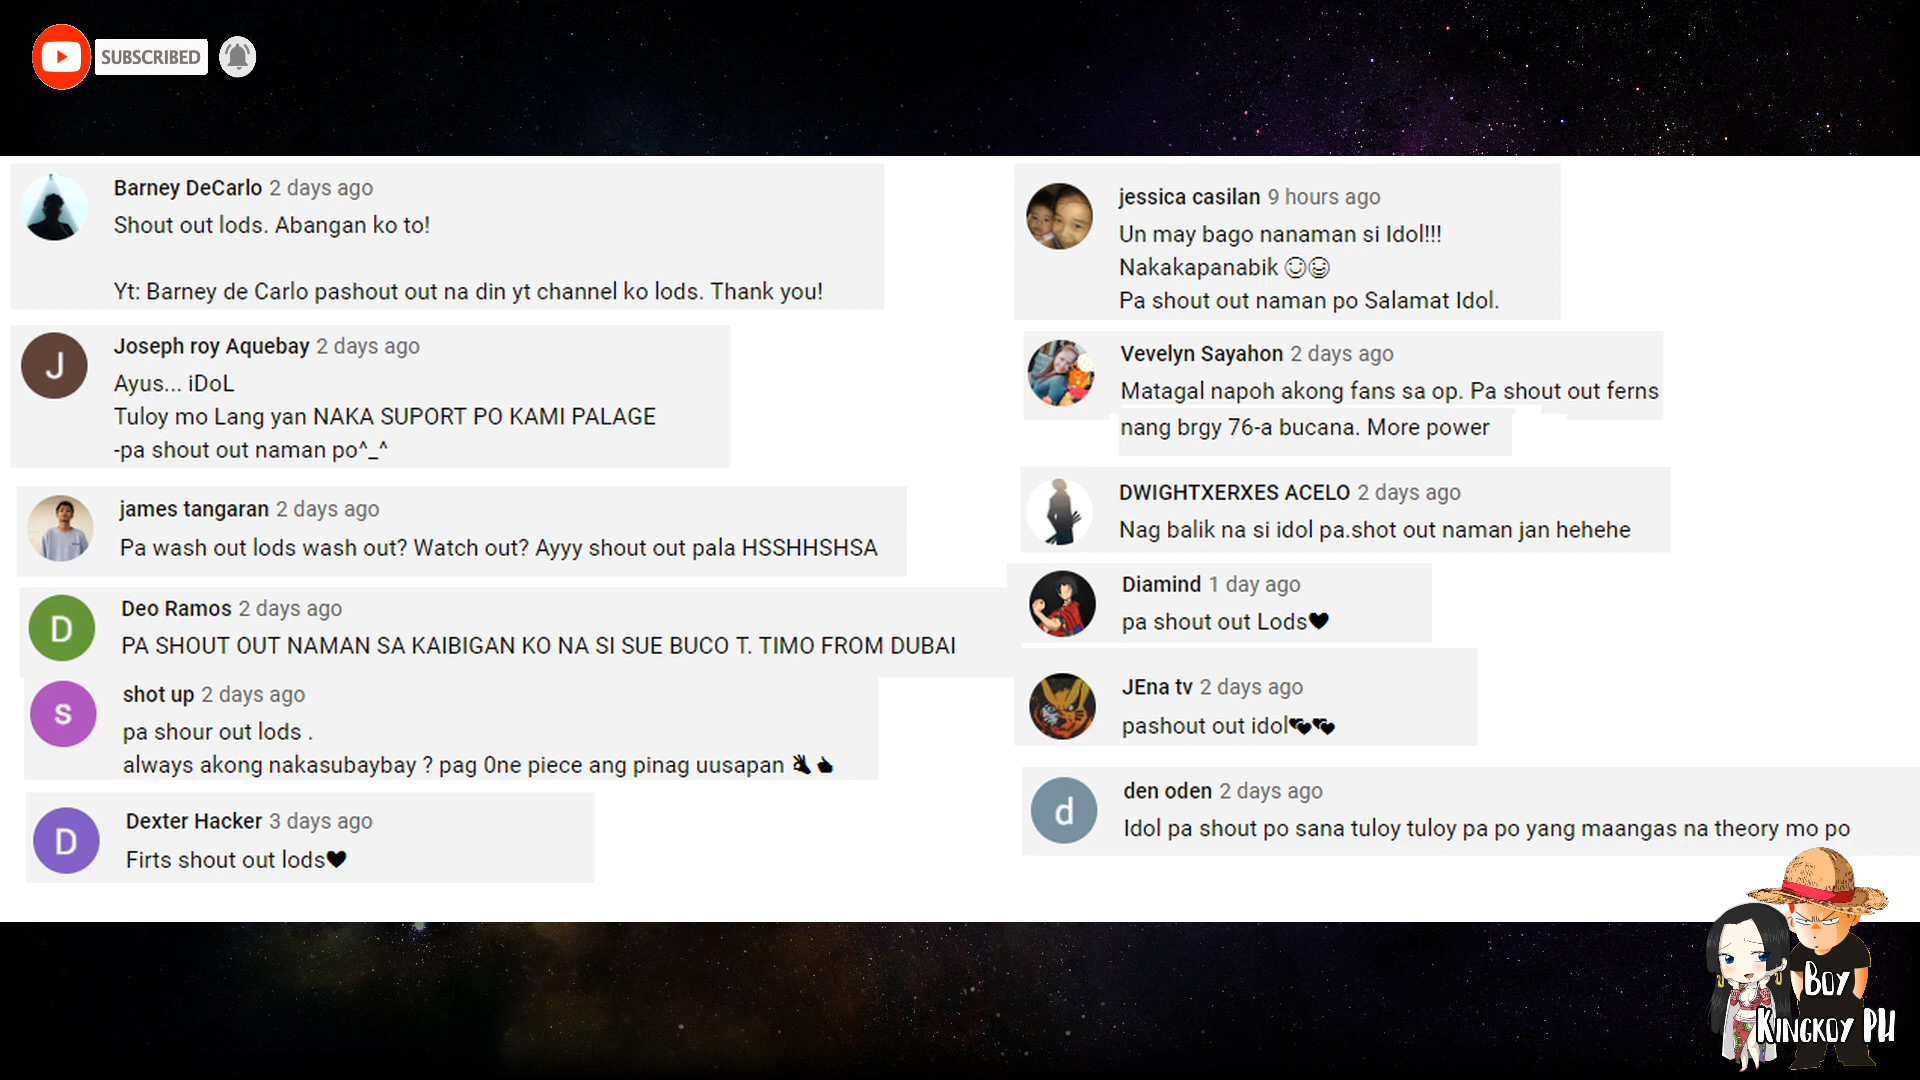 SUBSCRIBED
Barney DeCarlo 2 days ago
Shout out lods. Abangan ko to!
Yt: Barney de Carlo pashout out na din yt channel ko lods. Thank you!
J
Joseph roy Aquebay 2 days ago
Ayus... iDoL
Tuloy mo Lang yan NAKA SUPORT PO KAMI PALAGE
-pa shout out naman po^_^
james tangaran 2 days ago
Pa wash out lods wash out? Watch out? Ayyy shout out pala HSSHHSHSA
D
Deo Ramos 2 days ago
PA SHOUT OUT NAMAN SA KAIBIGAN KO NA SI SUE BUCO T. TIMO FROM DUBAI
s
shot up 2 days ago
pa shour out lods .
always akong nakasubaybay ? pag 0ne piece ang pinag uusapan 👌👍
D
Dexter Hacker 3 days ago
Firts shout out lods🖤
jessica casilan 9 hours ago
Un may bago nanaman si Idol!!!
Nakakapanabik ☺😀
Pa shout out naman po Salamat Idol.
Vevelyn Sayahon 2 days ago
Matagal napoh akong fans sa op. Pa shout out ferns
nang brgy 76-a bucana. More power
DWIGHTXERXES ACELO 2 days ago
Nag balik na si idol pa.shot out naman jan hehehe
Diamind 1 day ago
pa shout out Lods🖤
JEna tv 2 days ago
pashout out idol💕💕
d
den oden 2 days ago
Idol pa shout po sana tuloy tuloy pa po yang maangas na theory mo po
BOY
KINGKOY PH